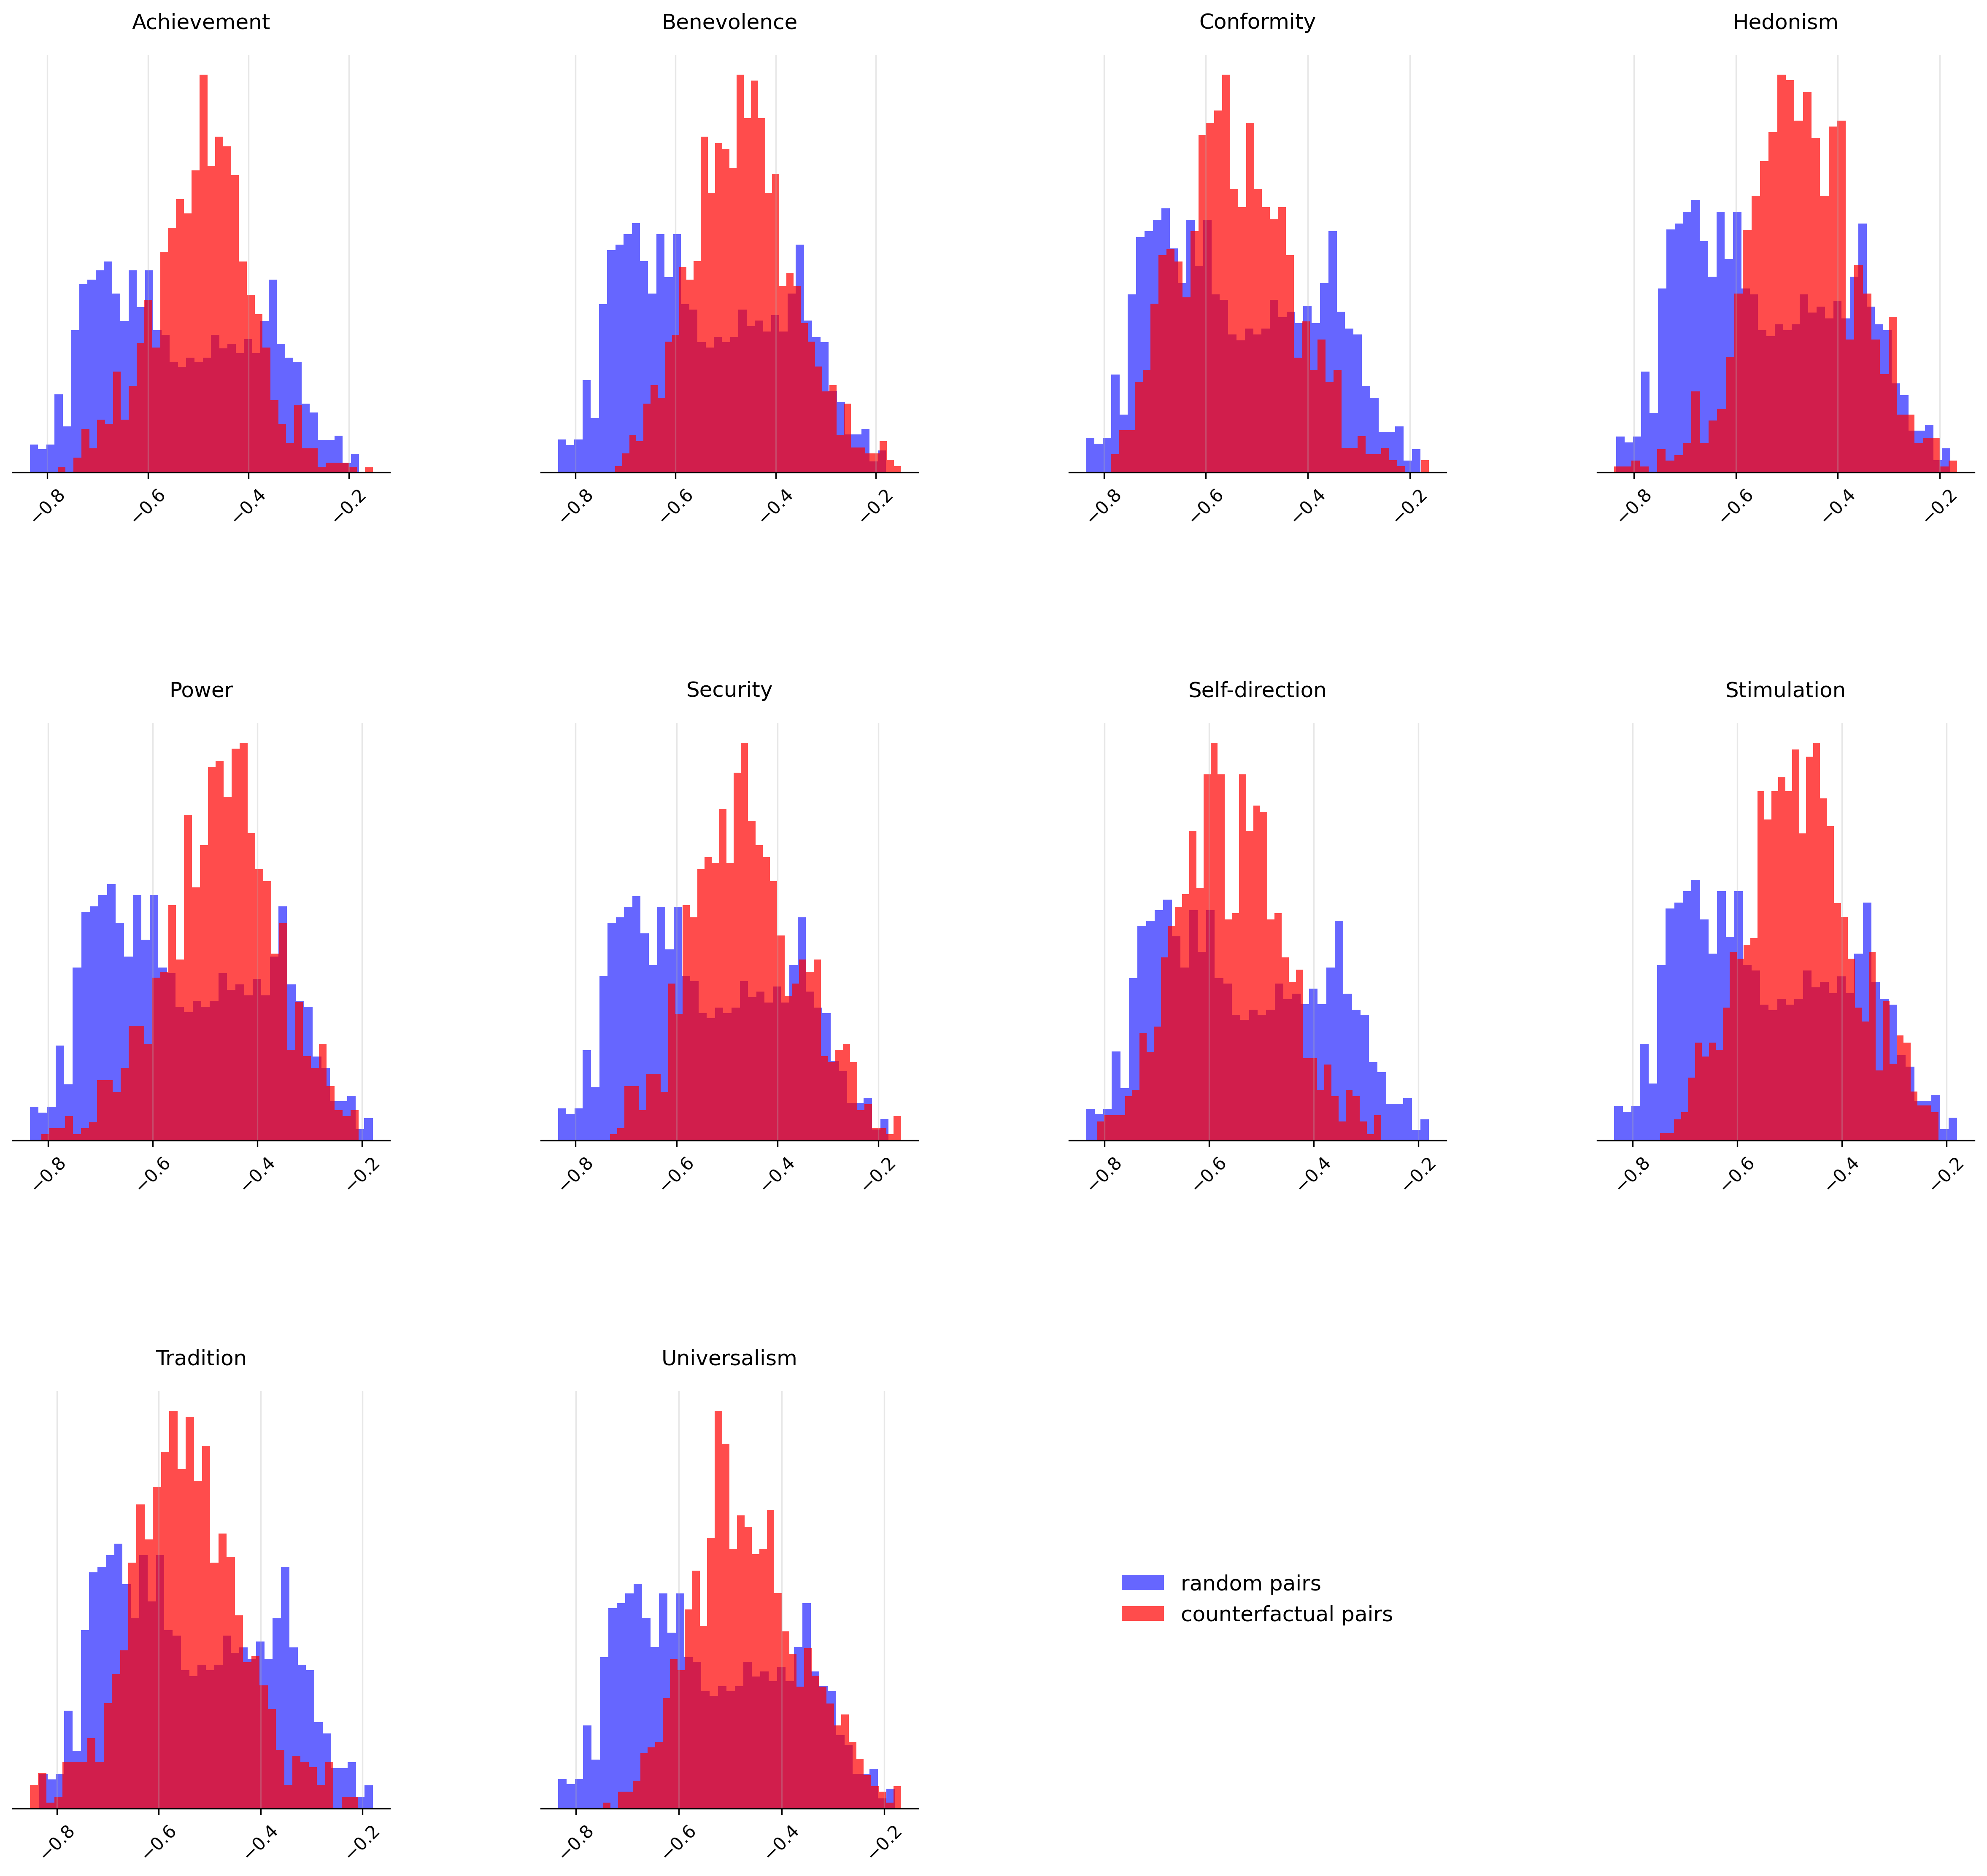 Achievement Benevolence Conformity Hedonism
−0.8 −0.6 −0.4 −0.2 −0.8 −0.6 −0.4 −0.2 −0.8 −0.6 −0.4 −0.2 −0.8 −0.6 −0.4 −0.2
Power Security Self-direction Stimulation
−0.8 −0.6 −0.4 −0.2 −0.8 −0.6 −0.4 −0.2 −0.8 −0.6 −0.4 −0.2 −0.8 −0.6 −0.4 −0.2
Tradition Universalism
random pairs
counterfactual pairs
−0.8 −0.6 −0.4 −0.2 −0.8 −0.6 −0.4 −0.2